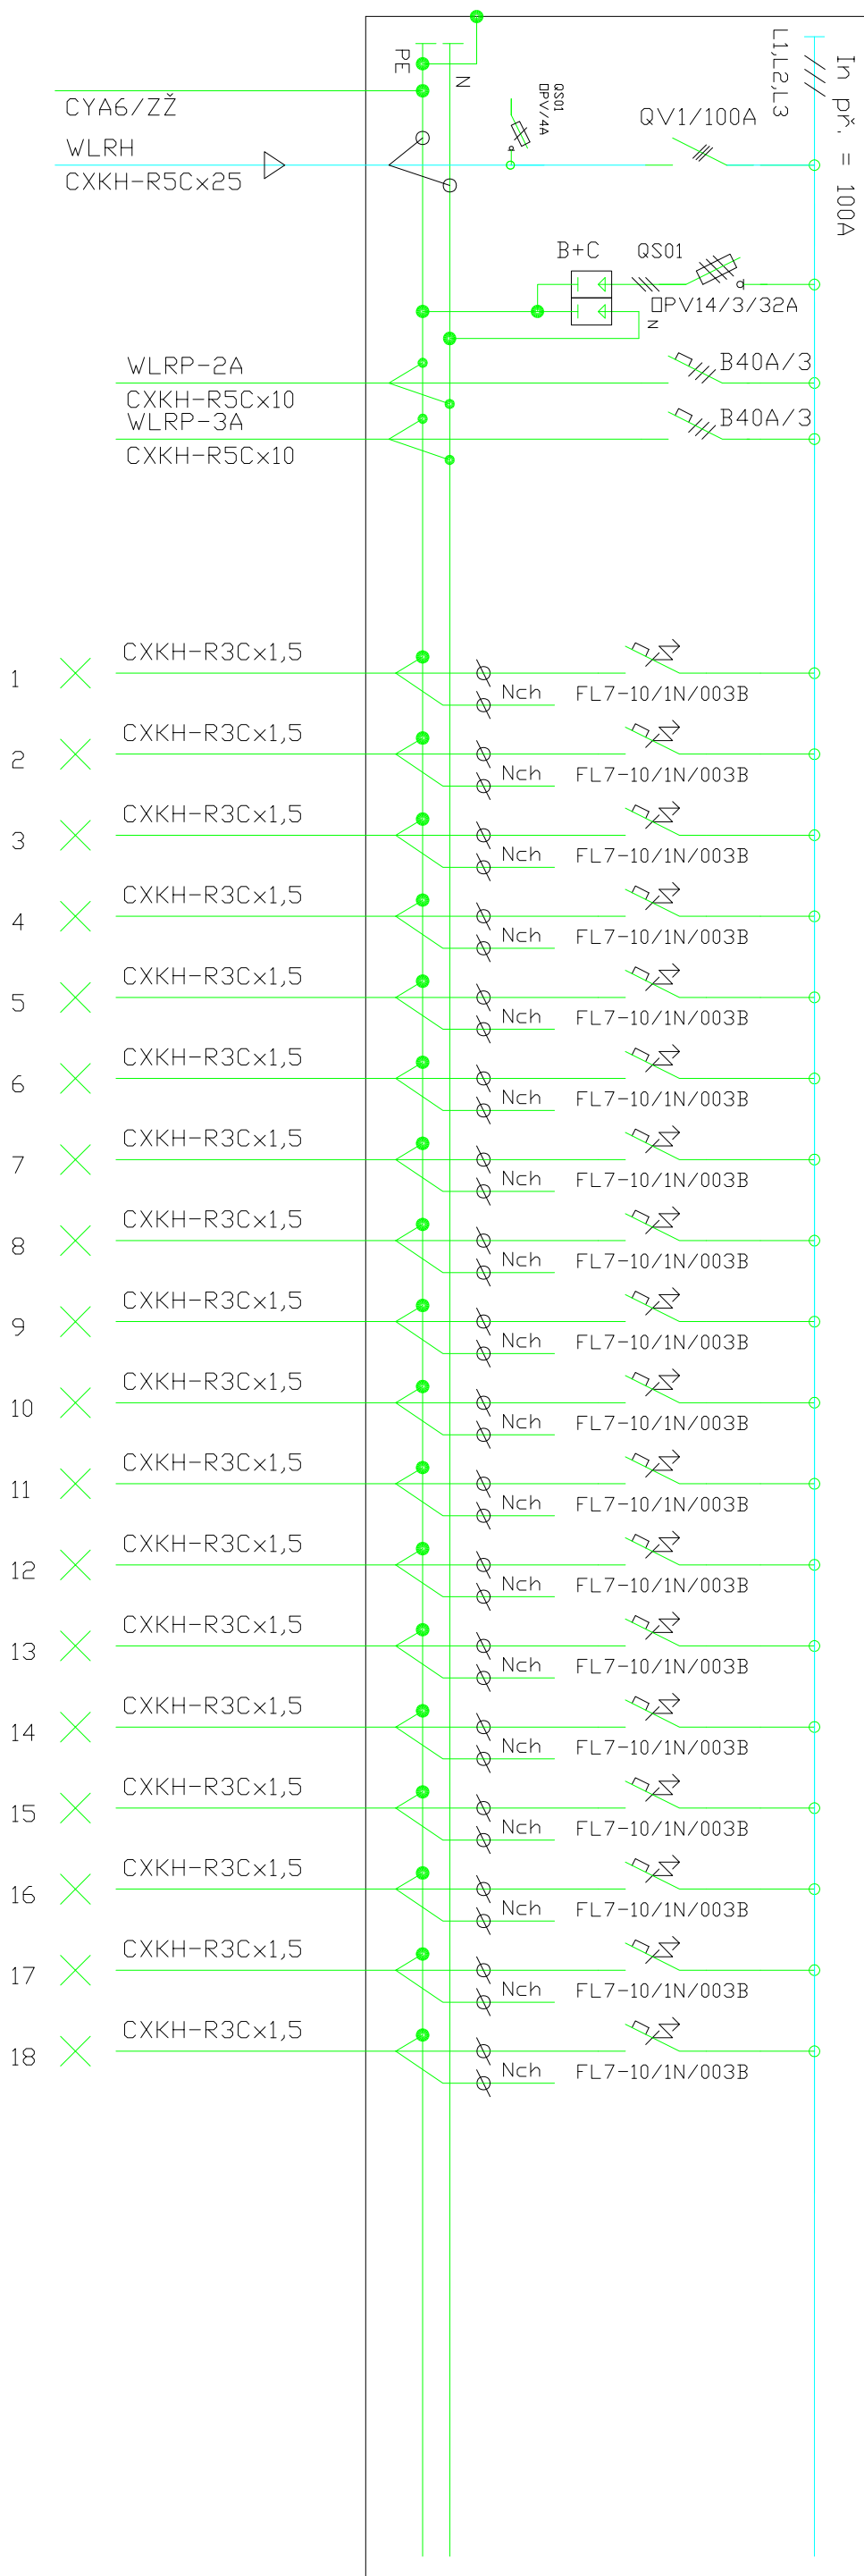 In př. = 100A
L1,L2,L3
PE
N
CYA6/ZŽ
QS01
OPV/4A
QV1/100A
WLRH
CXKH-R5Cx25
B+C
QS01
OPV14/3/32A
N
WLRP-2A
B40A/3
CXKH-R5Cx10
WLRP-3A
B40A/3
CXKH-R5Cx10
CXKH-R3Cx1,5
1
Nch
FL7-10/1N/003B
CXKH-R3Cx1,5
2
Nch
FL7-10/1N/003B
CXKH-R3Cx1,5
3
Nch
FL7-10/1N/003B
CXKH-R3Cx1,5
4
Nch
FL7-10/1N/003B
CXKH-R3Cx1,5
5
Nch
FL7-10/1N/003B
CXKH-R3Cx1,5
6
Nch
FL7-10/1N/003B
CXKH-R3Cx1,5
7
Nch
FL7-10/1N/003B
CXKH-R3Cx1,5
8
Nch
FL7-10/1N/003B
CXKH-R3Cx1,5
9
Nch
FL7-10/1N/003B
CXKH-R3Cx1,5
10
Nch
FL7-10/1N/003B
CXKH-R3Cx1,5
11
Nch
FL7-10/1N/003B
CXKH-R3Cx1,5
12
Nch
FL7-10/1N/003B
CXKH-R3Cx1,5
13
Nch
FL7-10/1N/003B
CXKH-R3Cx1,5
14
Nch
FL7-10/1N/003B
CXKH-R3Cx1,5
15
Nch
FL7-10/1N/003B
CXKH-R3Cx1,5
16
Nch
FL7-10/1N/003B
CXKH-R3Cx1,5
17
Nch
FL7-10/1N/003B
CXKH-R3Cx1,5
18
Nch
FL7-10/1N/003B